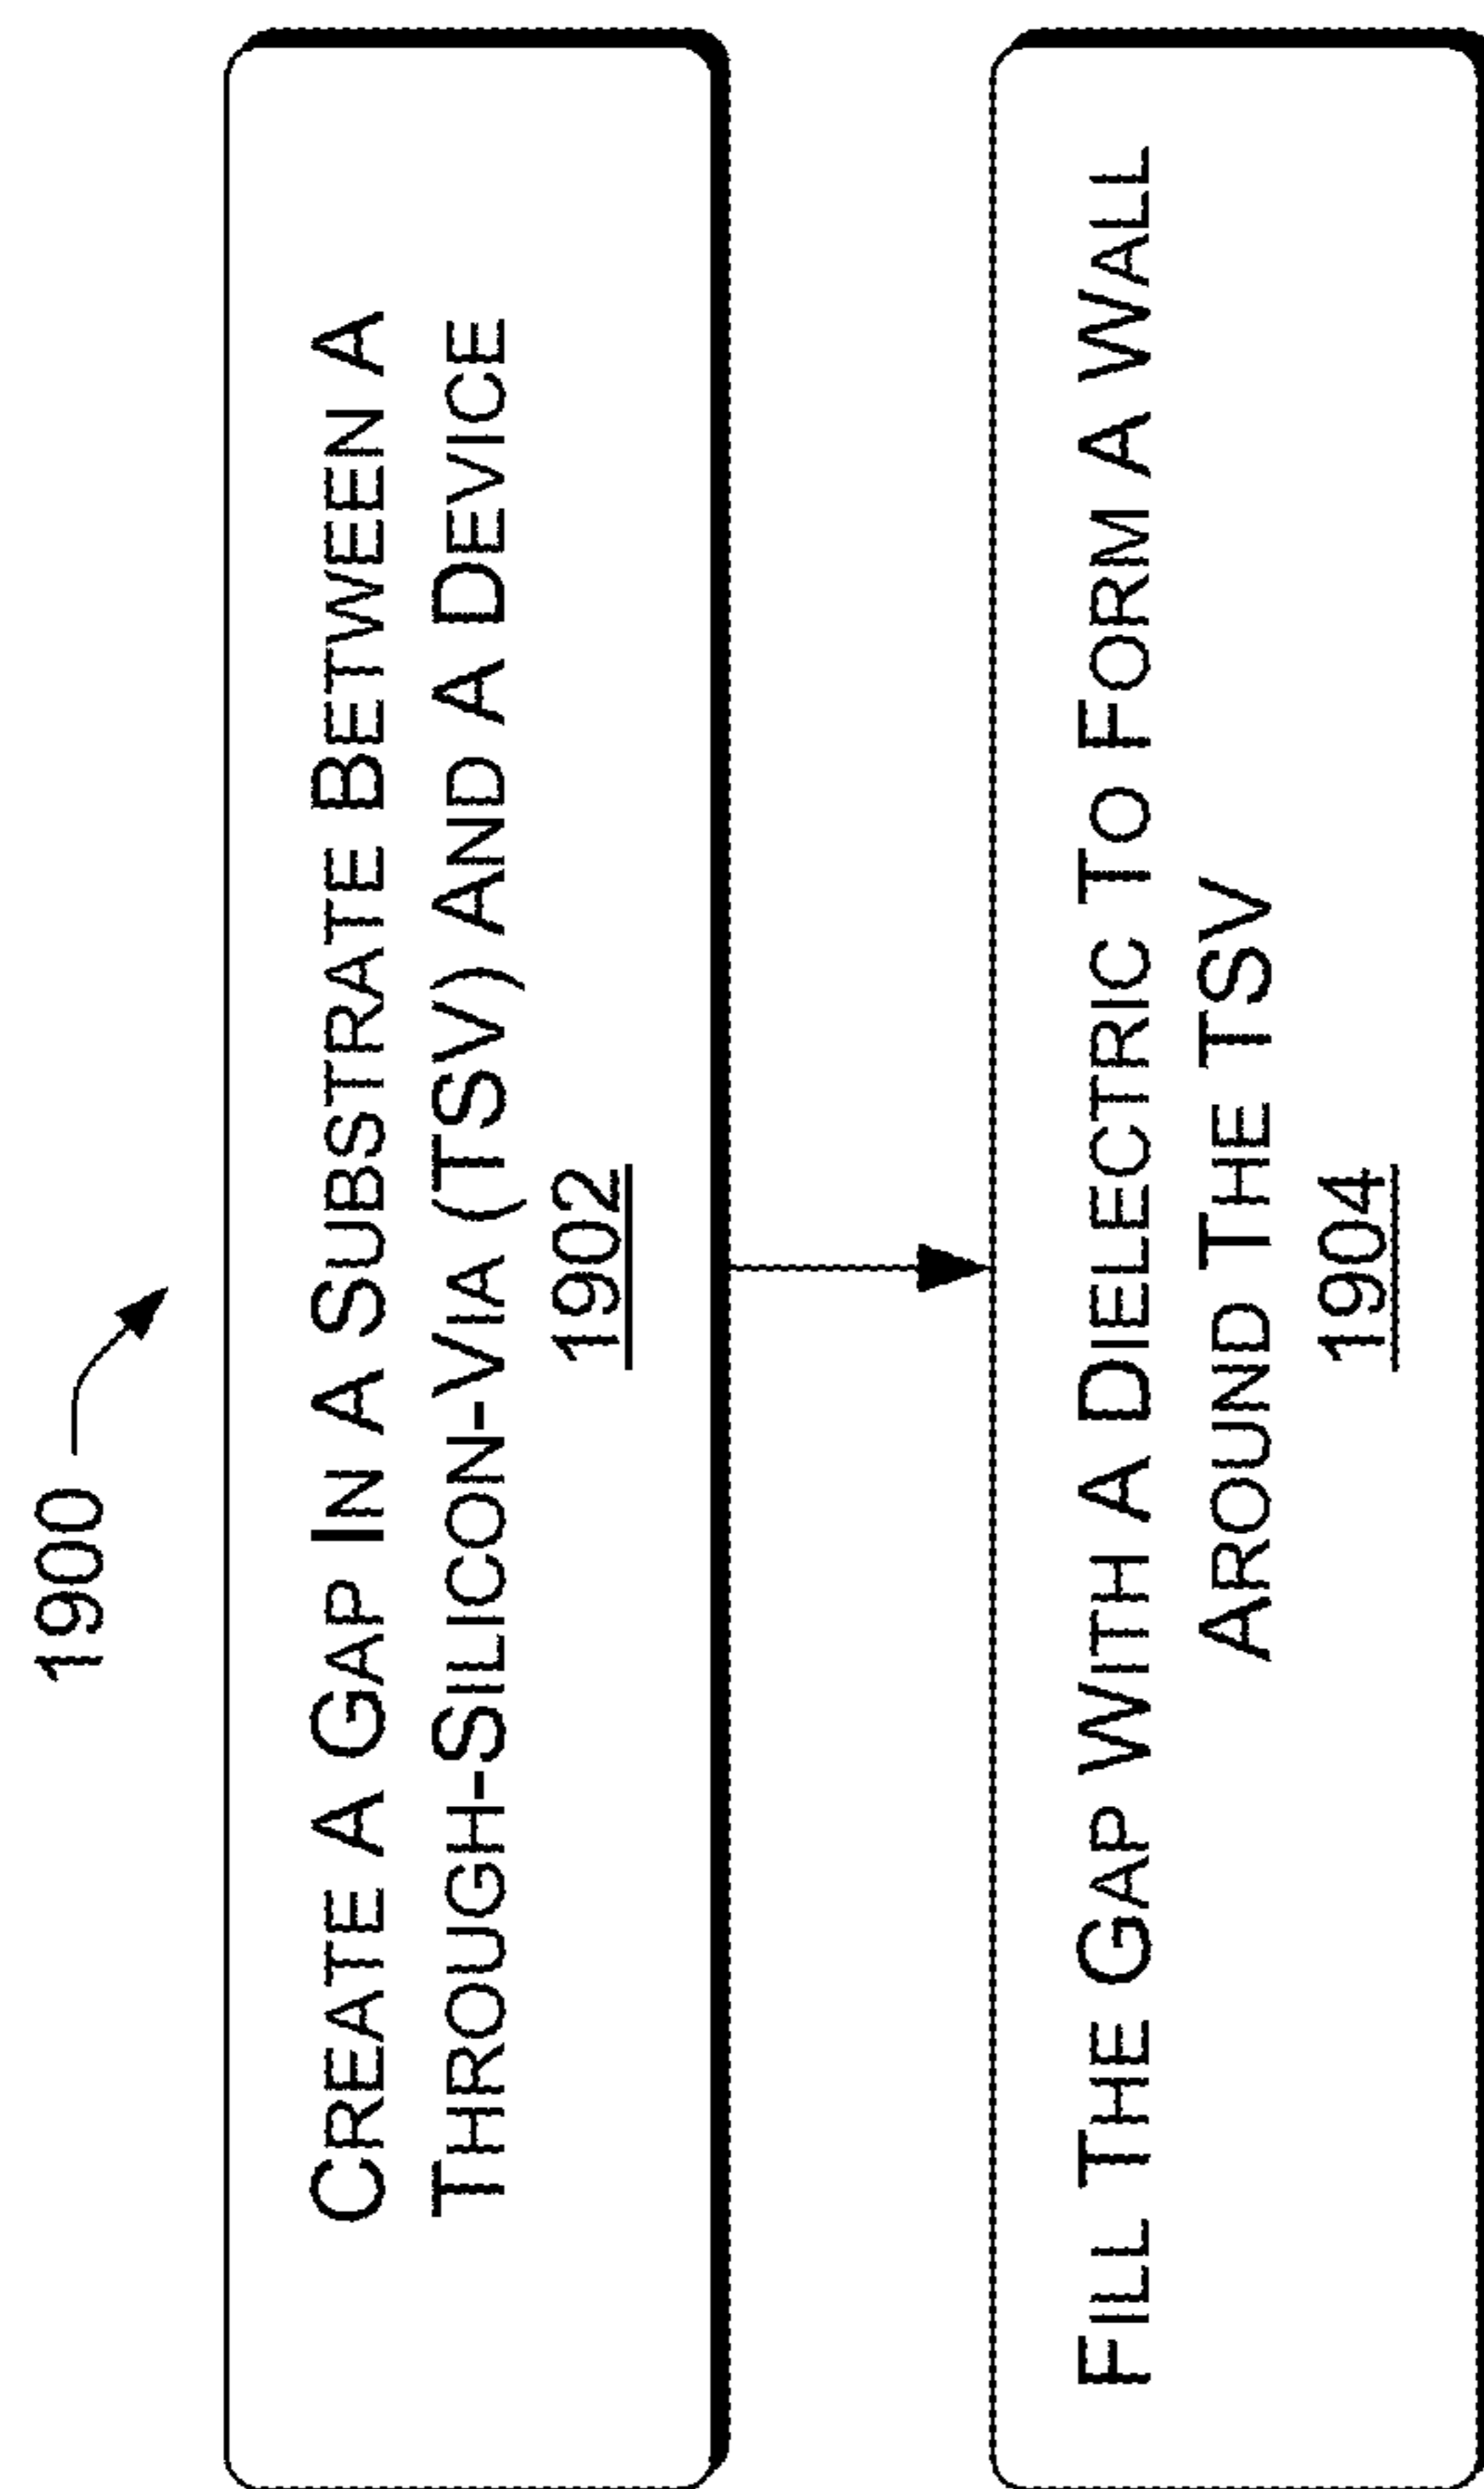 1900
CREATE A GAP IN A SUBSTRATE BETWEEN A
THROUGH-SILICON-VIA (TSV) AND A DEVICE
1902
FILL THE GAP WITH A DIELECTRIC TO FORM A WALL
AROUND THE TSV
1904